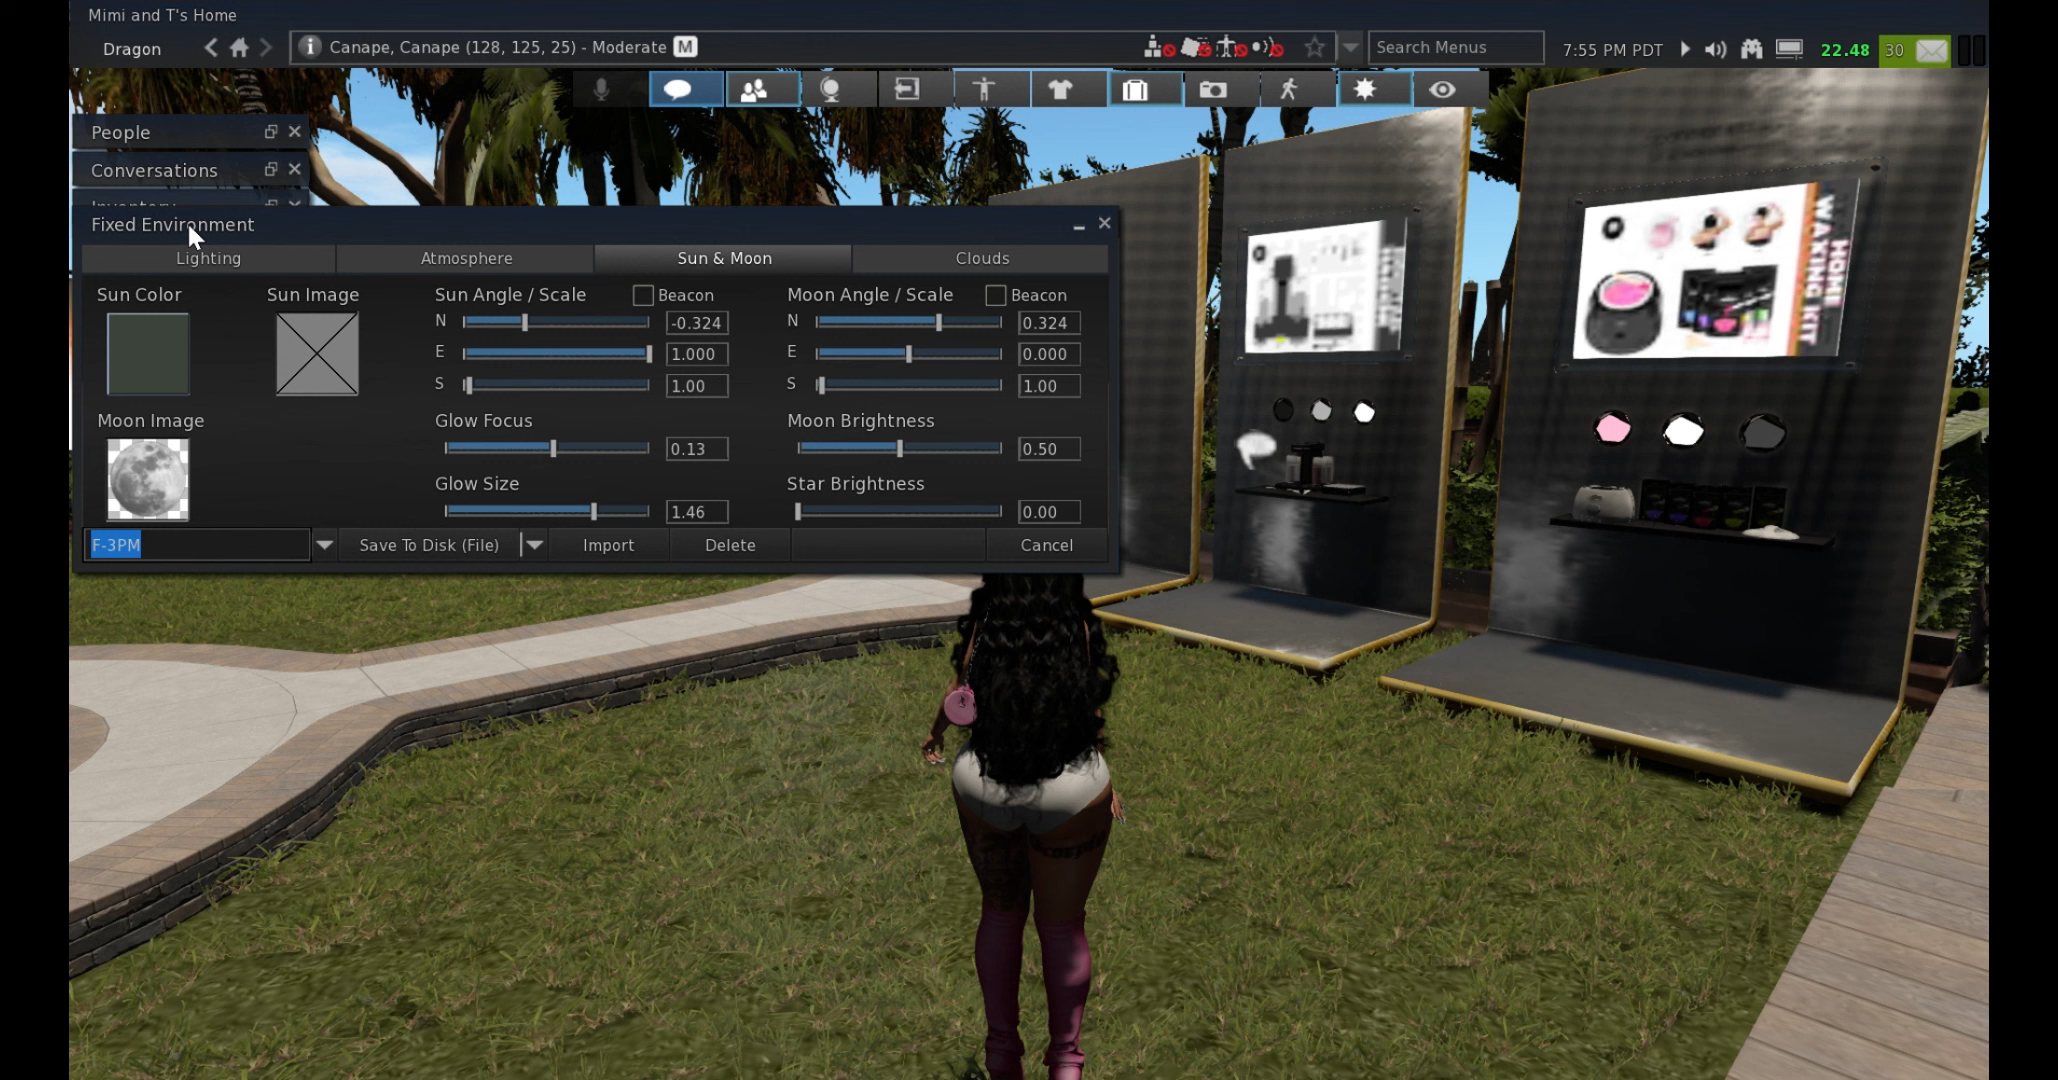 Mimi and T's Home
Dragon
Canape, Canape (128, 125, 25) - Moderate M
Search Menus
7:55 PM PDT
22.48
30
People
Conversations
Inventory
Fixed Environment
Lighting
Atmosphere
Sun & Moon
Clouds
Sun Color
Sun Image
Sun Angle / Scale
Beacon
Moon Angle / Scale
Beacon
N
-0.324
N
0.324
E
1.000
E
0.000
S
1.00
S
1.00
Moon Image
Glow Focus
Moon Brightness
0.13
0.50
Glow Size
Star Brightness
1.46
0.00
F-3PM
Save To Disk (File)
Import
Delete
Cancel
HOME
WAXING KIT